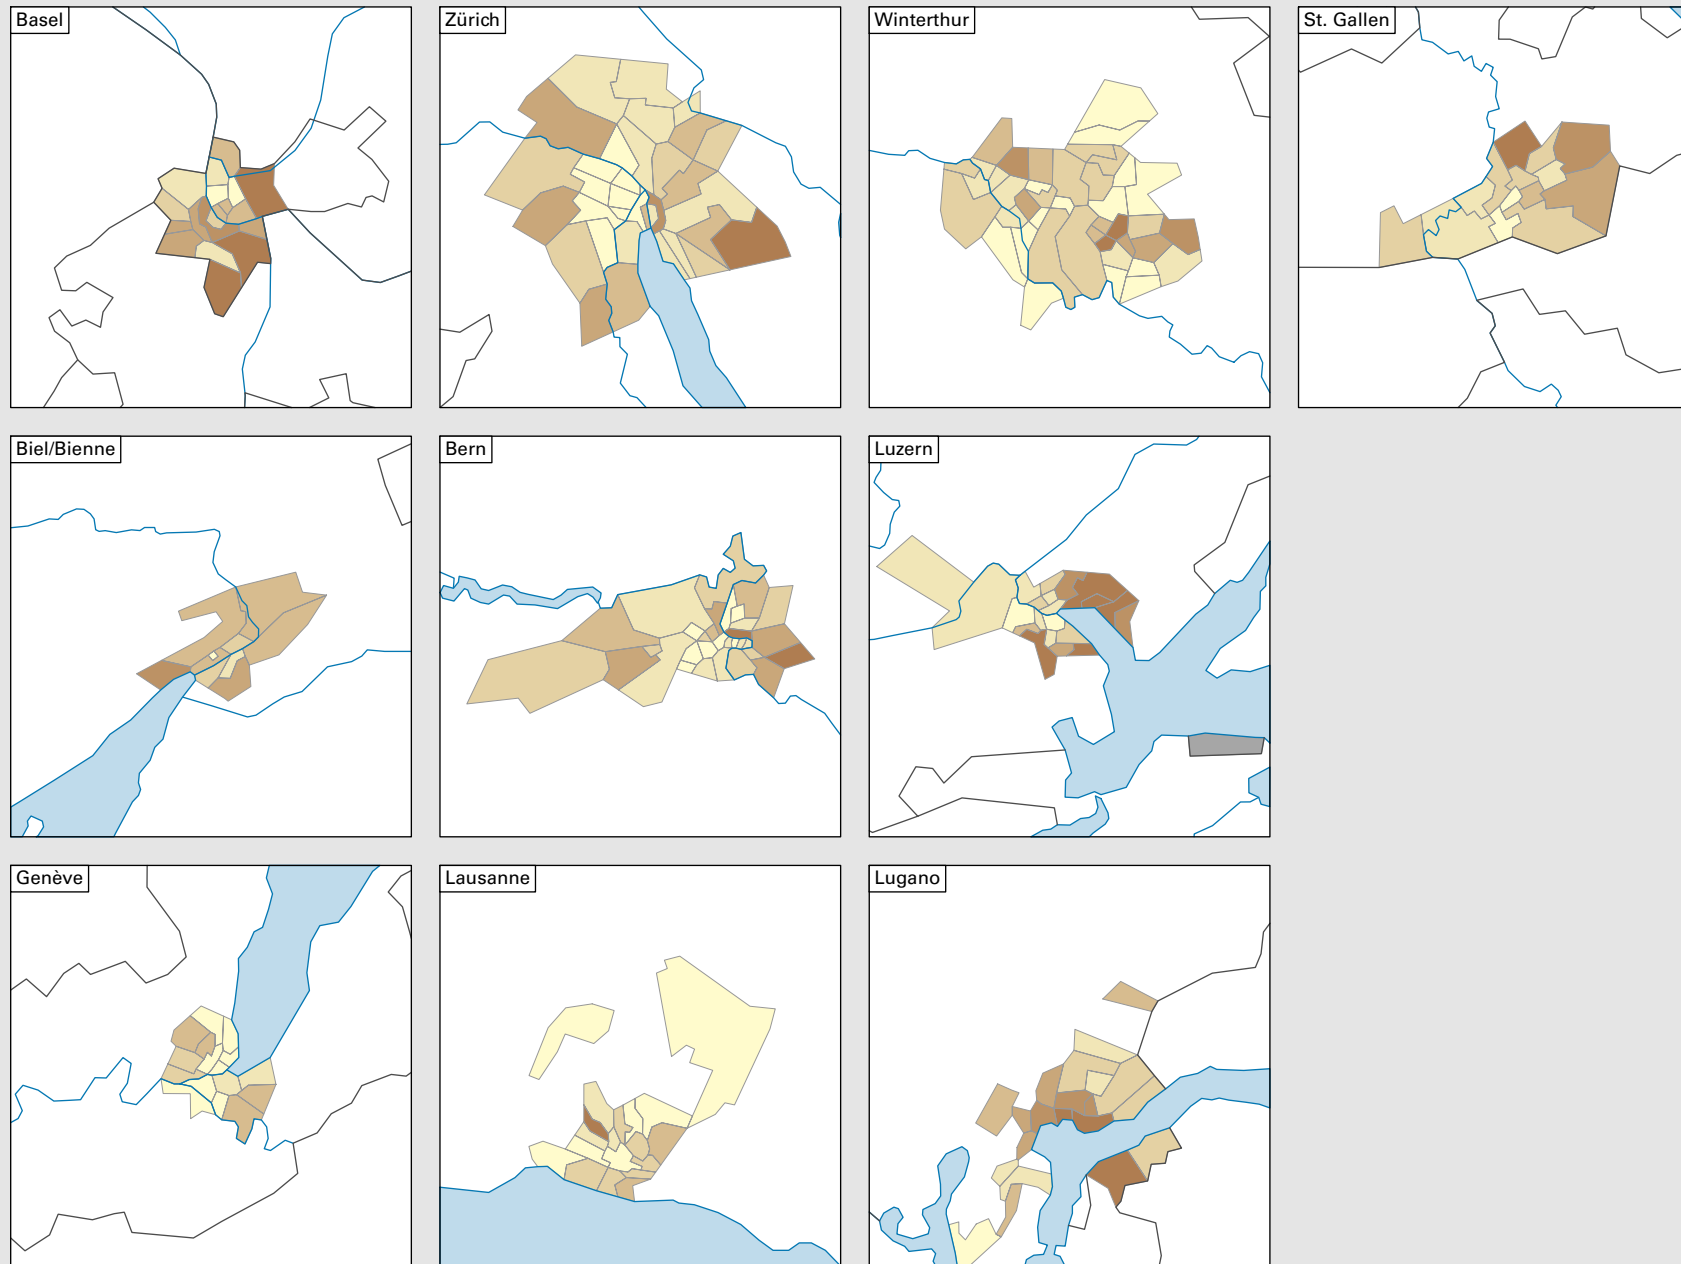 Basel
Zürich
Winterthur
St. Gallen
Biel/Bienne
Bern
Luzern
Genève
Lausanne
Lugano